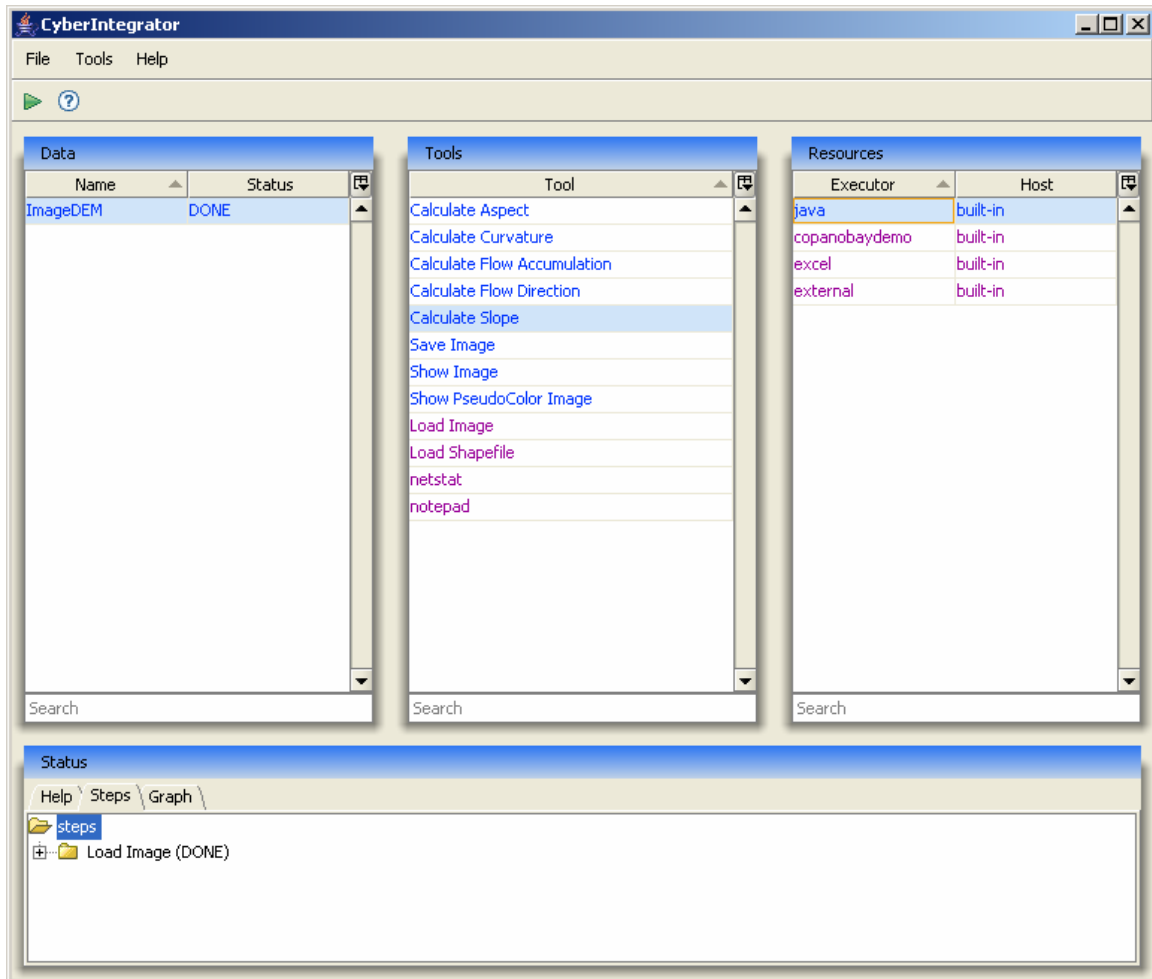 CyberIntegrator
File Tools Help
Data
Name Status
ImageDEM DONE
Search
Tools
Tool
Calculate Aspect
Calculate Curvature
Calculate Flow Accumulation
Calculate Flow Direction
Calculate Slope
Save Image
Show Image
Show PseudoColor Image
Load Image
Load Shapefile
netstat
notepad
Search
Resources
Executor Host
java built-in
copanobaydemo built-in
excel built-in
external built-in
Search
Status
Help Steps Graph
steps
Load Image (DONE)